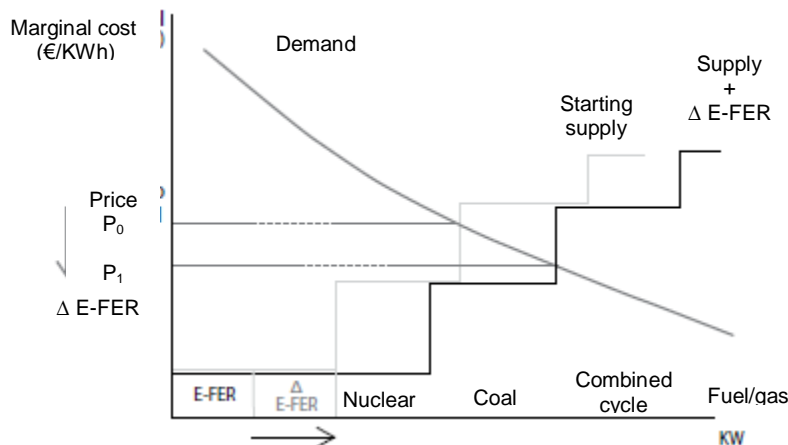 Marginal cost
(€/KWh)
Demand
Supply
+
Δ E-FER
Starting
supply
Price
P₀
P₁
Δ E-FER
E-FER
Δ
E-FER
Nuclear
Coal
Combined
cycle
Fuel/gas
KW